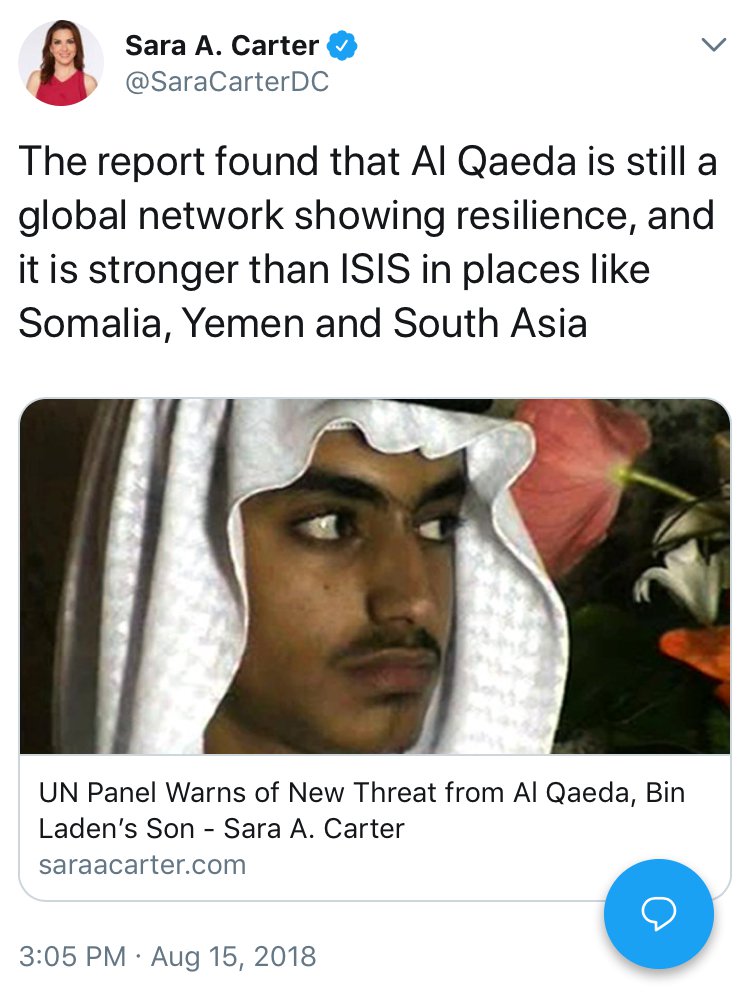 Sara A. Carter
@SaraCarterDC
The report found that Al Qaeda is still a
global network showing resilience, and
it is stronger than ISIS in places like
Somalia, Yemen and South Asia
UN Panel Warns of New Threat from Al Qaeda, Bin
Laden's Son - Sara A. Carter
saraacarter.com
3:05 PM · Aug 15, 2018